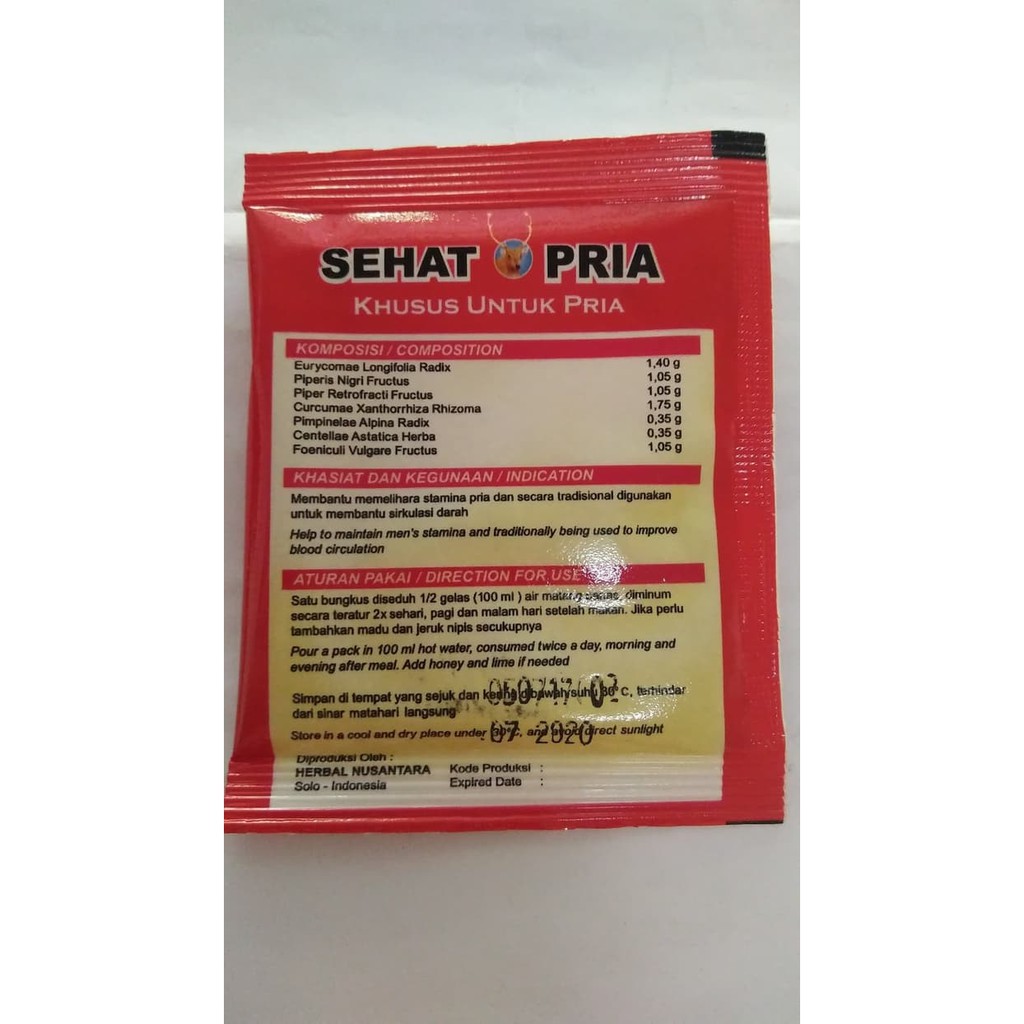 SEHAT PRIA
KHUSUS UNTUK PRIA
KOMPOSISI / COMPOSITION
Eurycomae Longifolia Radix 1,40 g
Piperis Nigri Fructus 1,05 g
Piper Retrofracti Fructus 1,05 g
Curcumae Xanthorrhiza Rhizoma 1,75 g
Pimpinelae Alpina Radix 0,35 g
Centellae Astatica Herba 0,35 g
Foeniculi Vulgare Fructus 1,05 g
KHASIAT DAN KEGUNAAN / INDICATION
Membantu memelihara stamina pria dan secara tradisional digunakan
untuk membantu sirkulasi darah
Help to maintain men's stamina and traditionally being used to improve
blood circulation
ATURAN PAKAI / DIRECTION FOR USE
Satu bungkus diseduh 1/2 gelas (100 ml ) air matang panas, diminum
secara teratur 2x sehari, pagi dan malam hari setelah makan. Jika perlu
tambahkan madu dan jeruk nipis secukupnya
Pour a pack in 100 ml hot water, consumed twice a day, morning and
evening after meal. Add honey and lime if needed
Simpan di tempat yang sejuk dan kering dibawah suhu 30°C, terhindar
dari sinar matahari langsung
Store in a cool and dry place under 30°C, and avoid direct sunlight
07 2020
Diproduksi Oleh :
HERBAL NUSANTARA Kode Produksi :
Solo - Indonesia Expired Date :